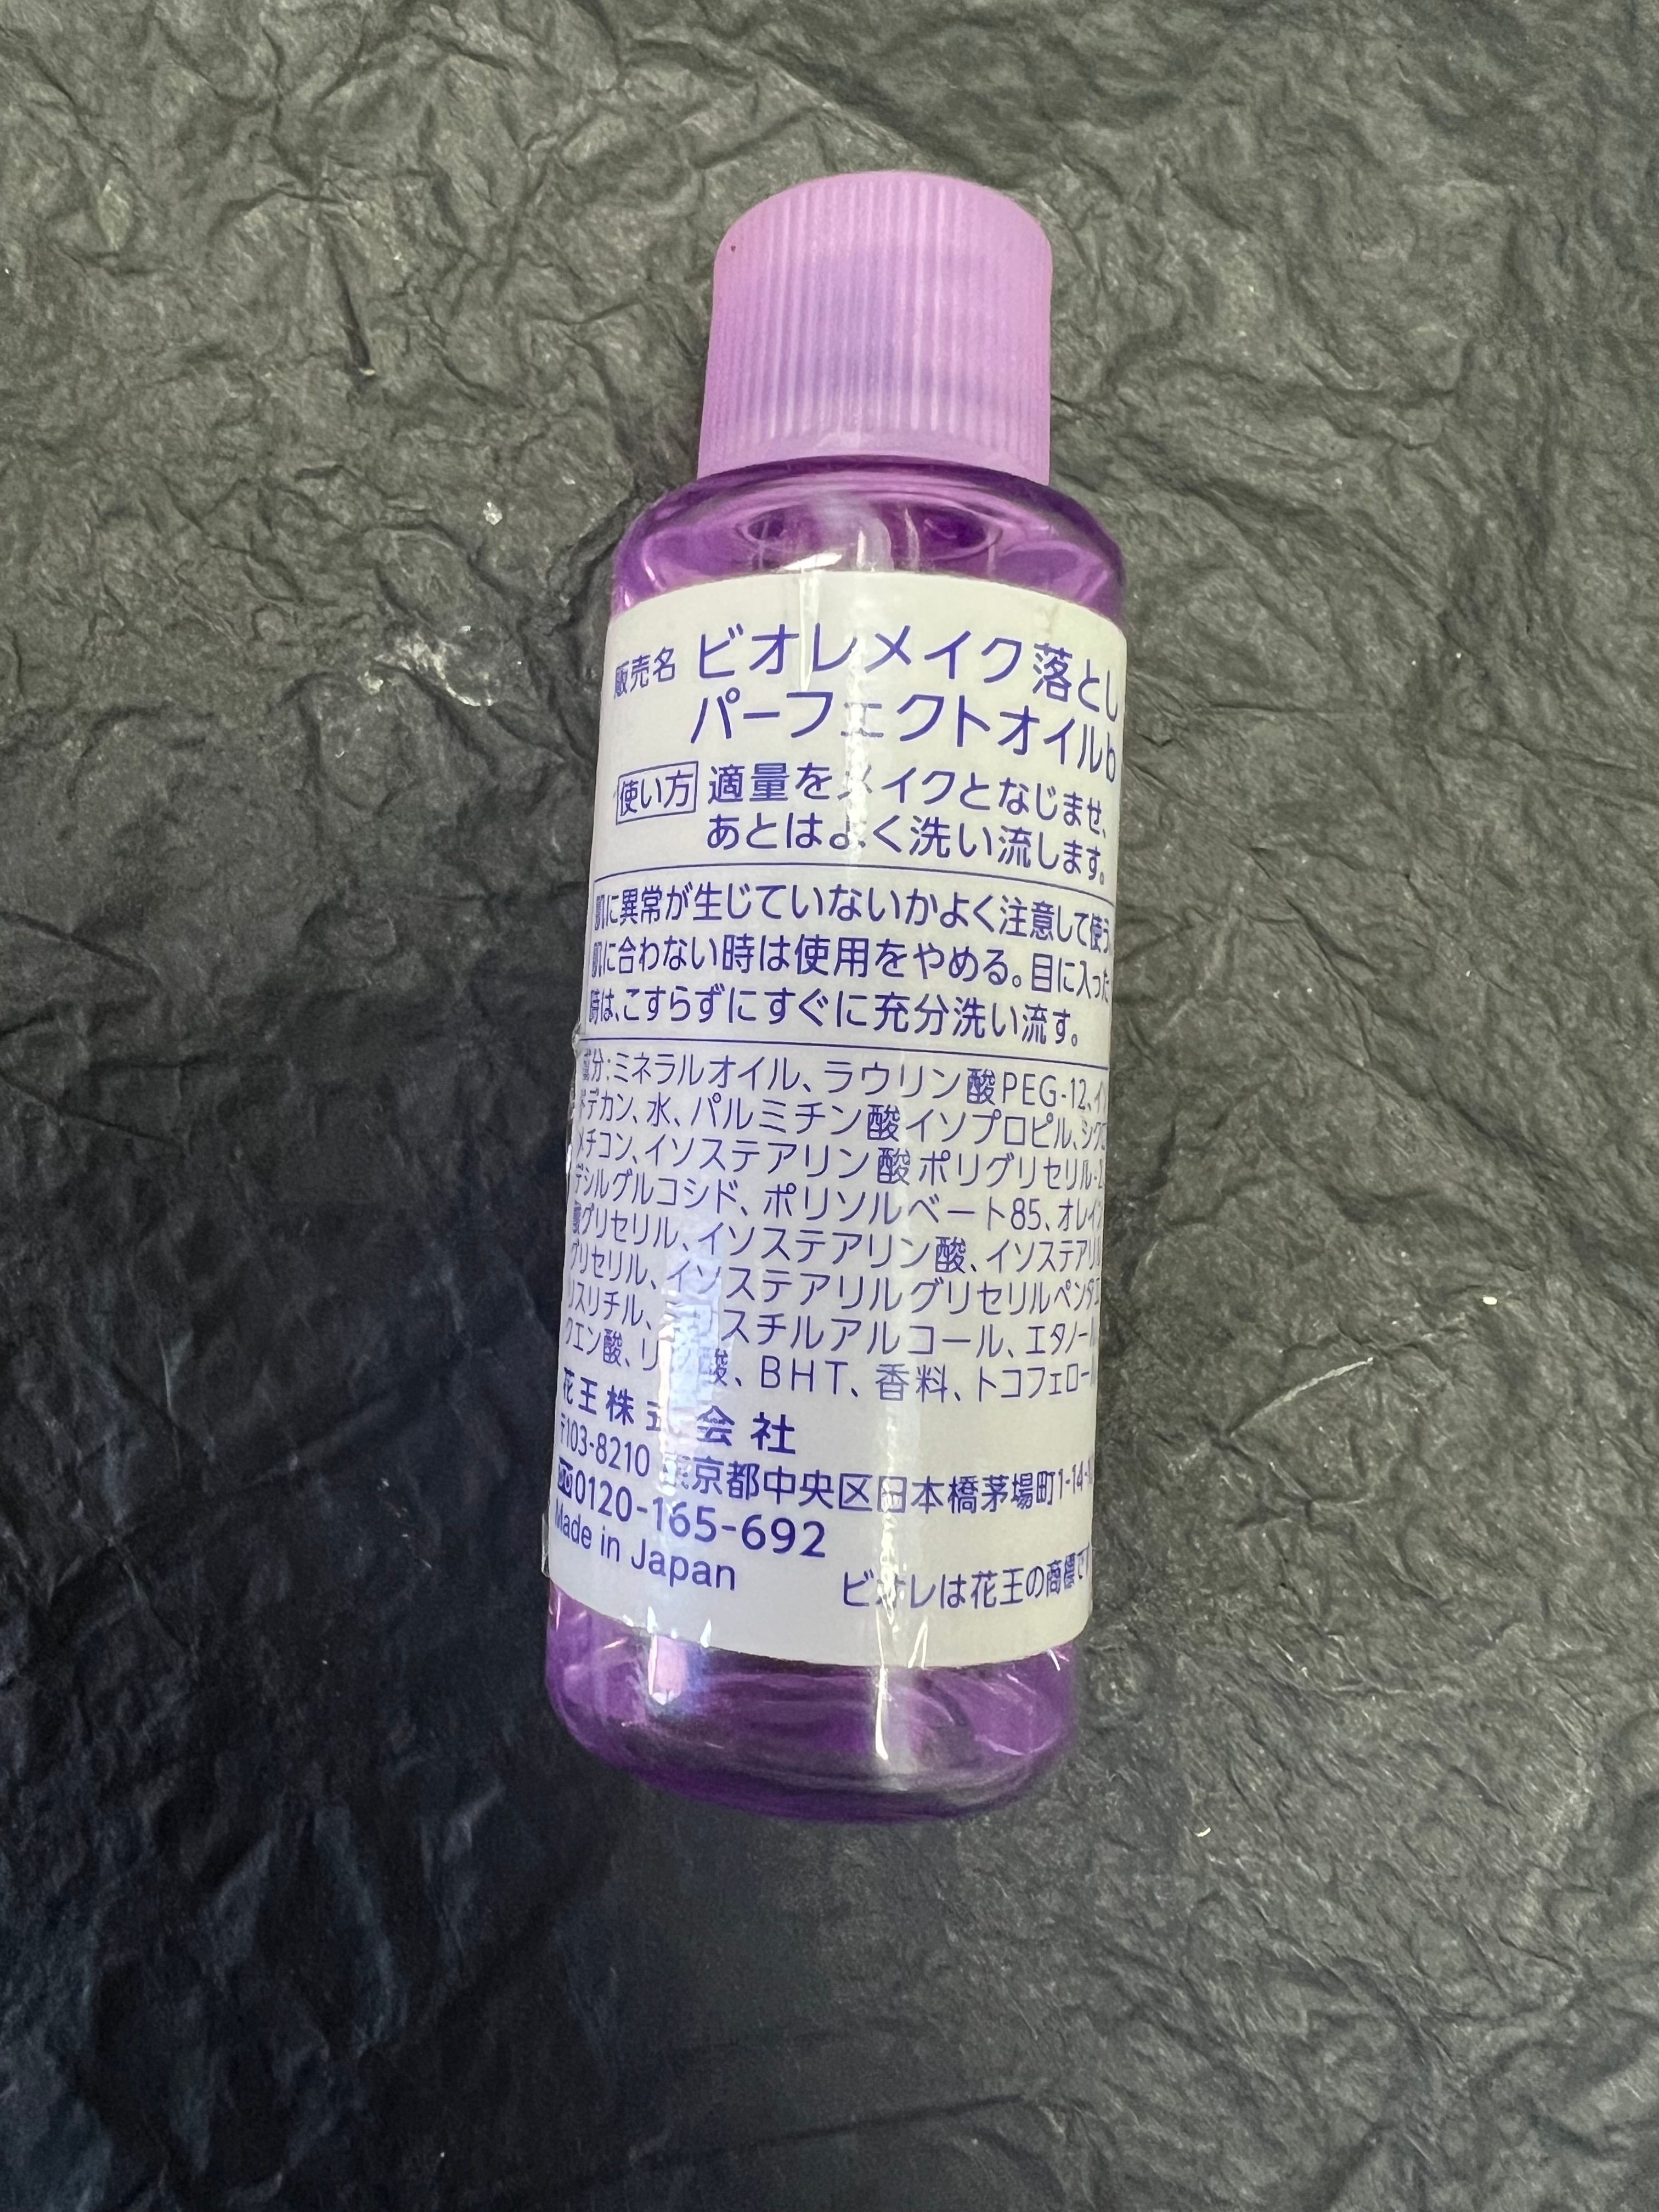 販売名 ビオレメイク落とし
パーフェクトオイルb
使い方 適量をメイクとなじませ、
あとはよく洗い流します。
肌に異常が生じていないかよく注意して使う。
肌に合わない時は使用をやめる。目に入った
時は、こすらずにすぐに充分洗い流す。
成分:ミネラルオイル、ラウリン酸PEG-12、イソ
ドデカン、水、パルミチン酸イソプロピル、シクロ
メチコン、イソステアリン酸ポリグリセリル-2、
デシルグルコシド、ポリソルベート85、オレイン
酸グリセリル、イソステアリン酸、イソステアリル
グリセリル、イソステアリルグリセリルペンタエ
リスリチル、ミリスチルアルコール、エタノール、
クエン酸、リンゴ酸、BHT、香料、トコフェロール
花王株式会社
〒103-8210 東京都中央区日本橋茅場町1-14-
0120-165-692
Made in Japan
ビオレは花王の商標で